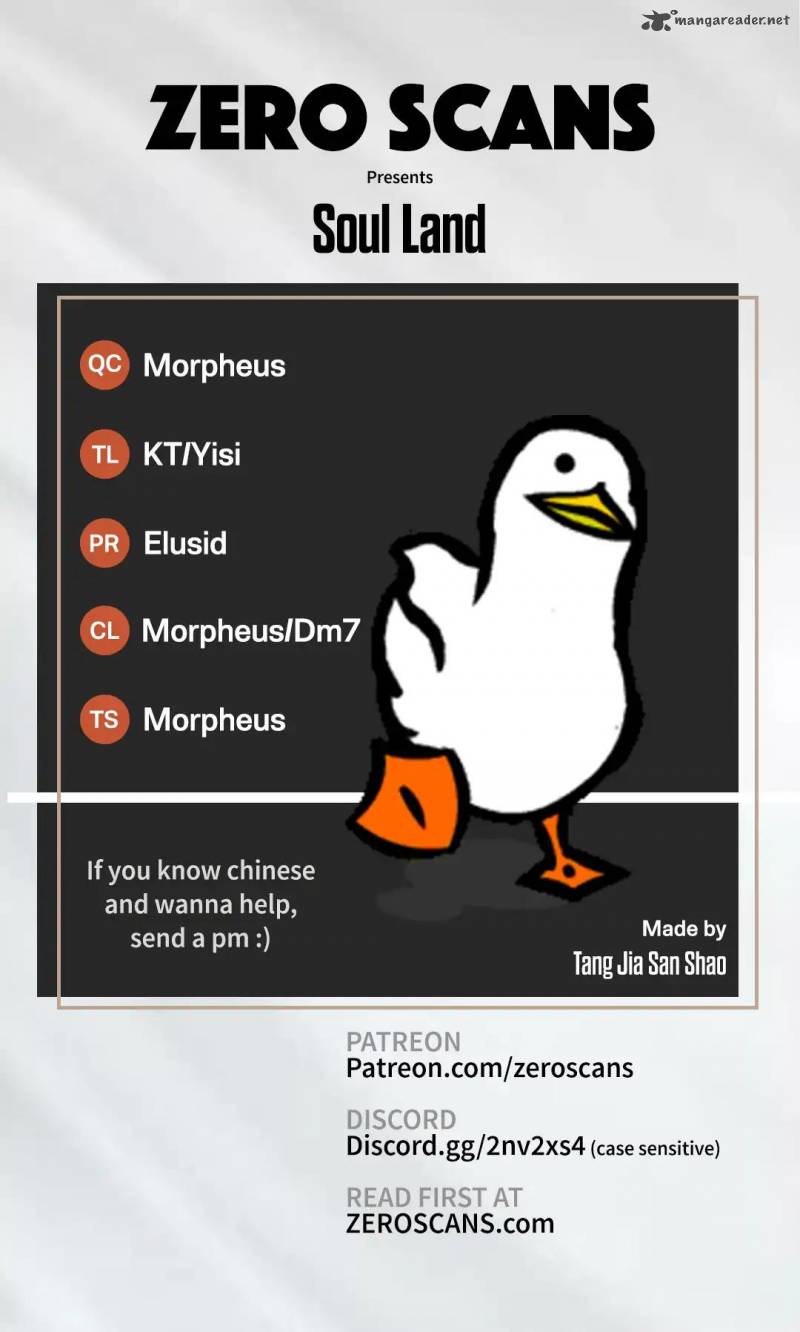 mangareader.net
ZERO SCANS
Presents
Soul Land
QC Morpheus
TL KT/Yisi
PR Elusid
CL Morpheus/Dm7
TS Morpheus
If you know chinese
and wanna help,
send a pm :)
Made by
Tang Jia San Shao
PATREON
Patreon.com/zeroscans
DISCORD
Discord.gg/2nv2xs4 (case sensitive)
READ FIRST AT
ZEROSCANS.com